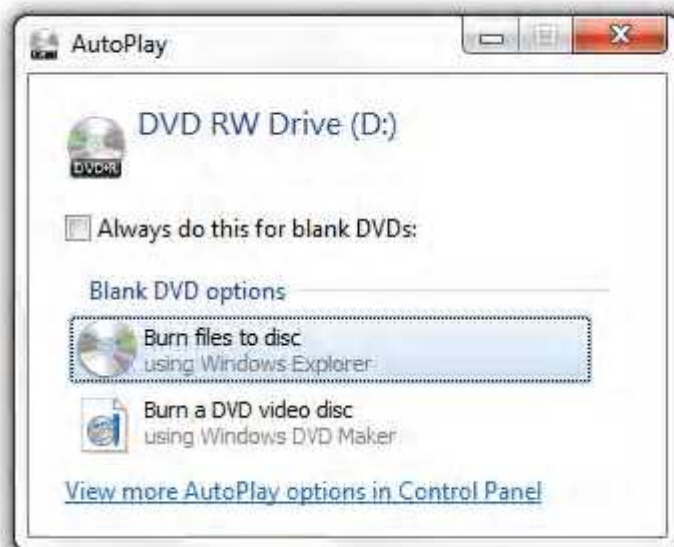 AutoPlay
DVD RW Drive (D:)
DVD+R
Always do this for blank DVDs:
Blank DVD options
Burn files to disc
using Windows Explorer
Burn a DVD video disc
using Windows DVD Maker
View more AutoPlay options in Control Panel